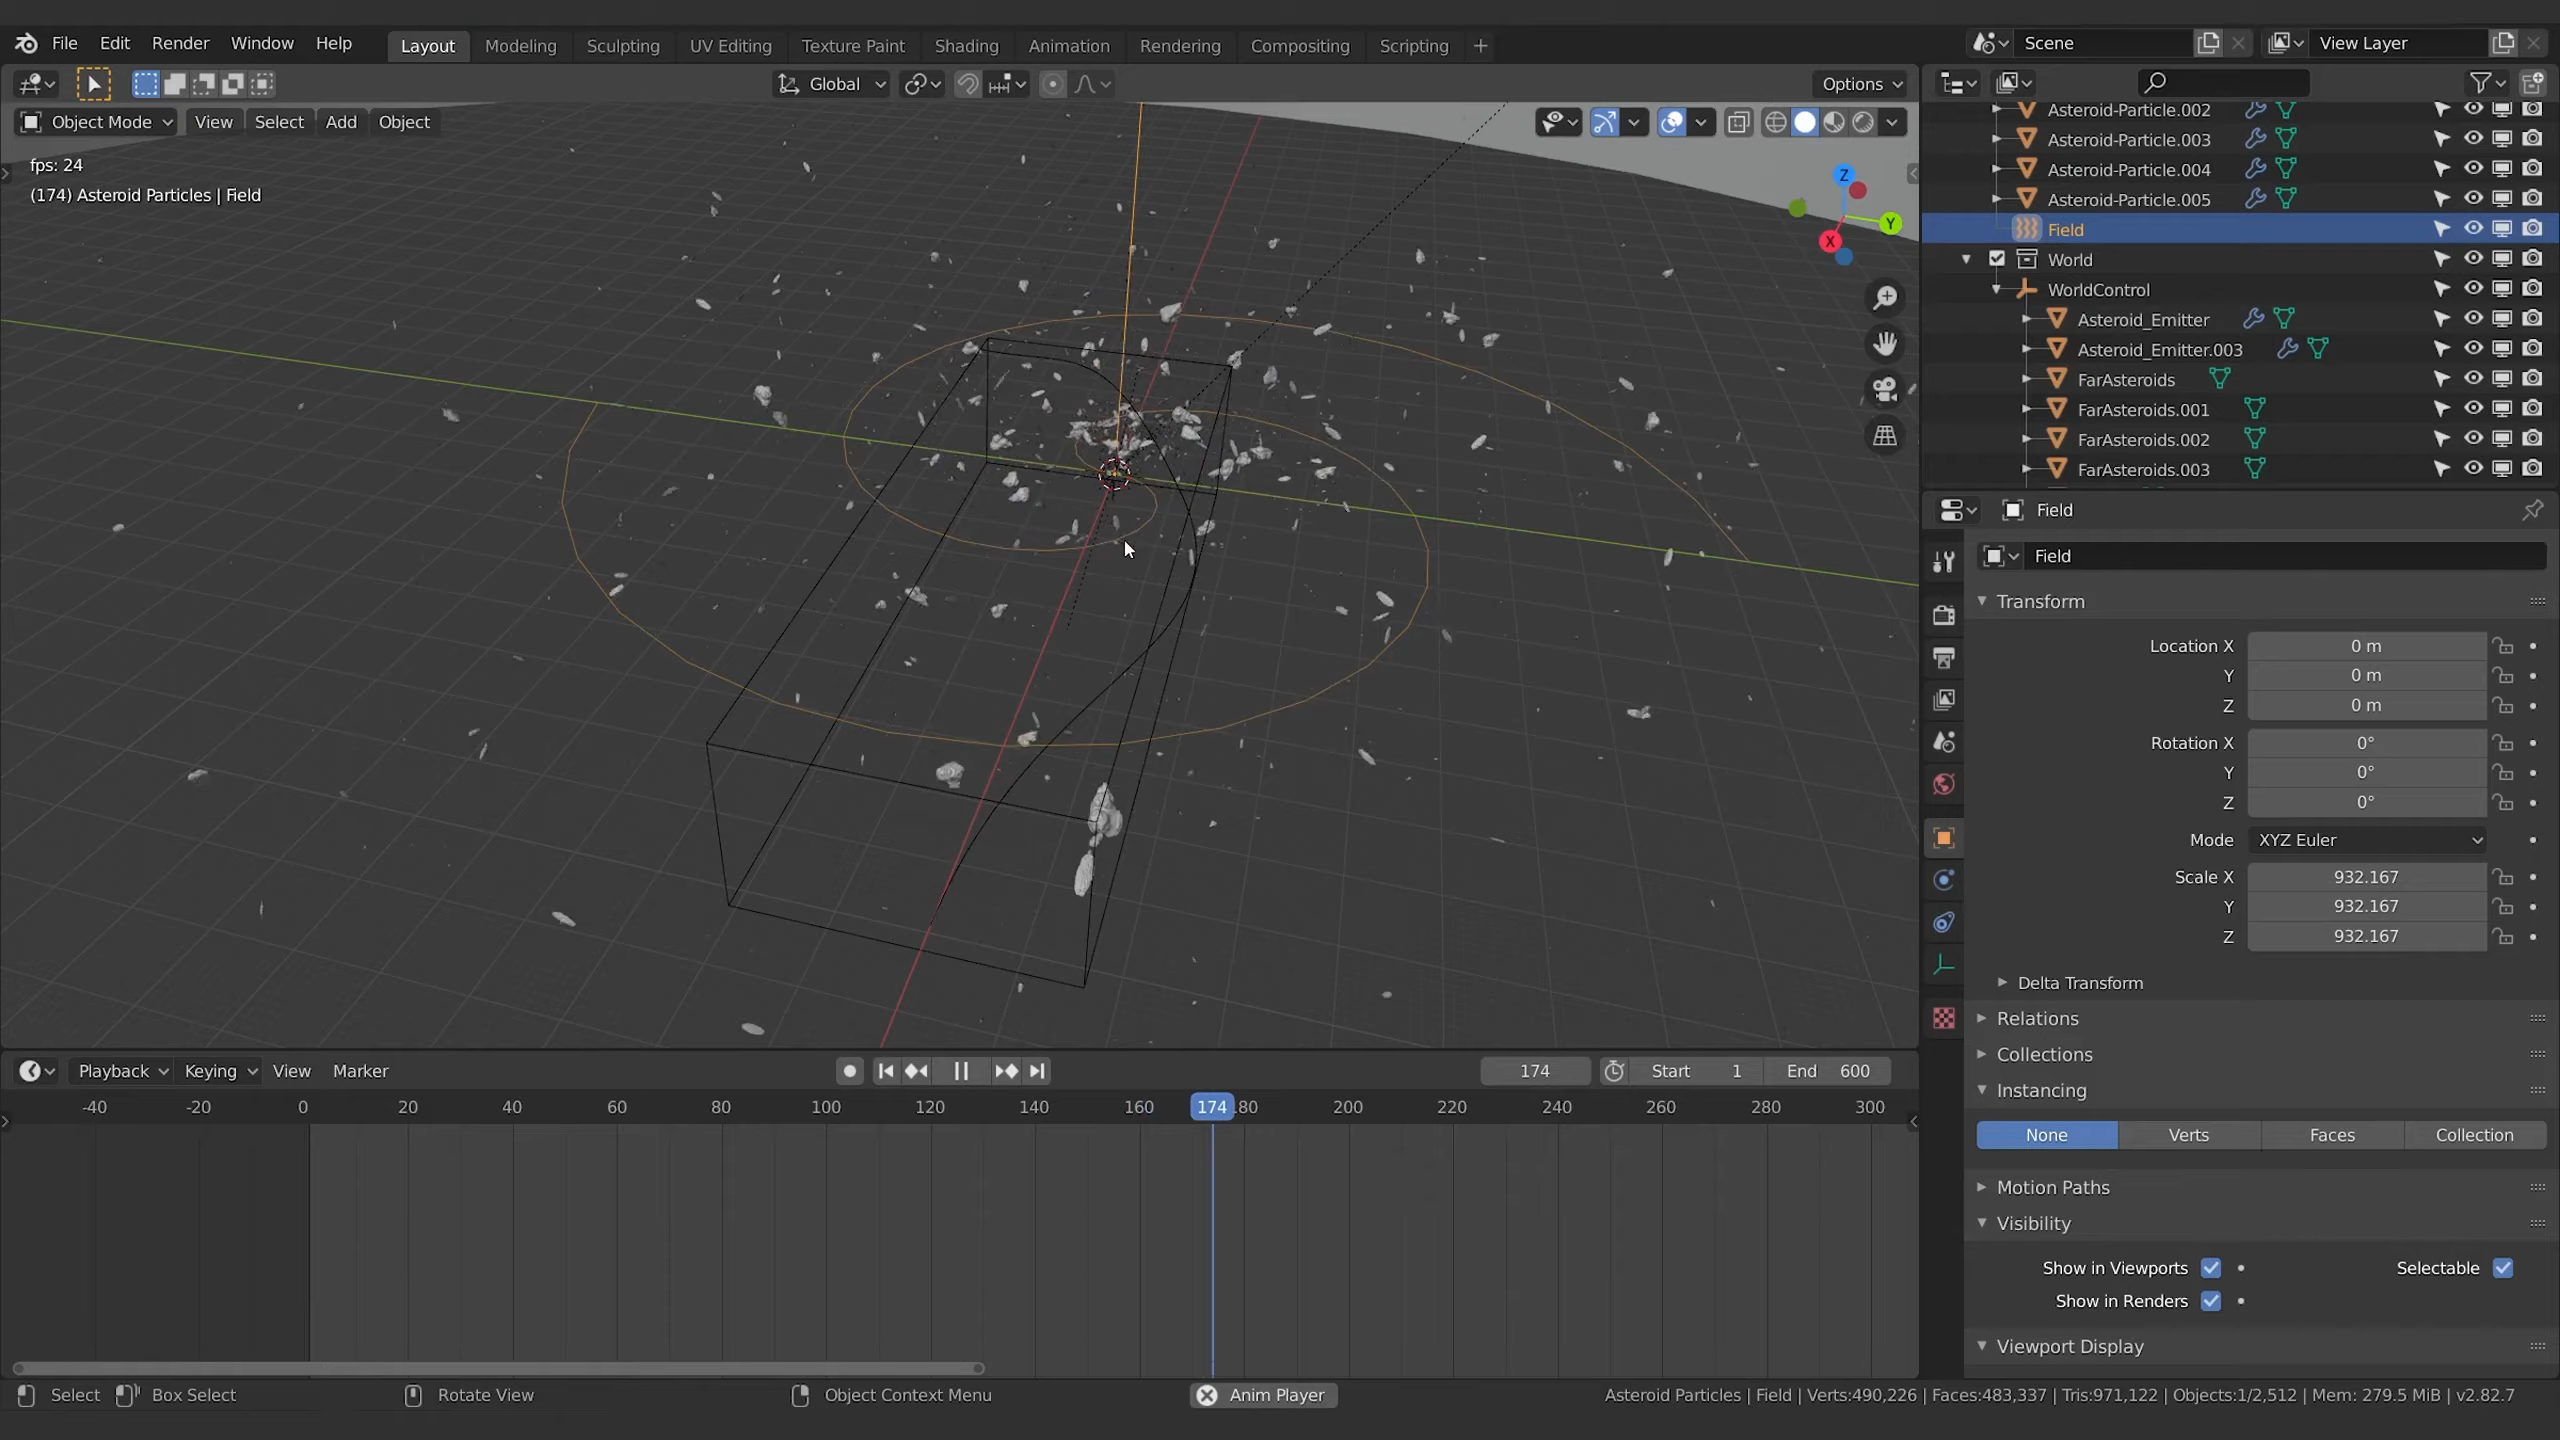 File Edit Render Window Help Layout Modeling Sculpting UV Editing Texture Paint Shading Animation Rendering Compositing Scripting + Scene View Layer
Global Options
Object Mode View Select Add Object
fps: 24
(174) Asteroid Particles | Field
Z
Y
X
Asteroid-Particle.002
Asteroid-Particle.003
Asteroid-Particle.004
Asteroid-Particle.005
Field
World
WorldControl
Asteroid_Emitter
Asteroid_Emitter.003
FarAsteroids
FarAsteroids.001
FarAsteroids.002
FarAsteroids.003
Field
Field
Transform
Location X 0 m
Y 0 m
Z 0 m
Rotation X 0°
Y 0°
Z 0°
Mode XYZ Euler
Scale X 932.167
Y 932.167
Z 932.167
Delta Transform
Relations
Collections
Instancing
None Verts Faces Collection
Motion Paths
Visibility
Show in Viewports Selectable
Show in Renders
Viewport Display
Playback Keying View Marker 174 Start 1 End 600
-40 -20 0 20 40 60 80 100 120 140 160 174 80 200 220 240 260 280 300
Select Box Select Rotate View Object Context Menu Anim Player Asteroid Particles | Field | Verts:490,226 | Faces:483,337 | Tris:971,122 | Objects:1/2,512 | Mem: 279.5 MiB | v2.82.7